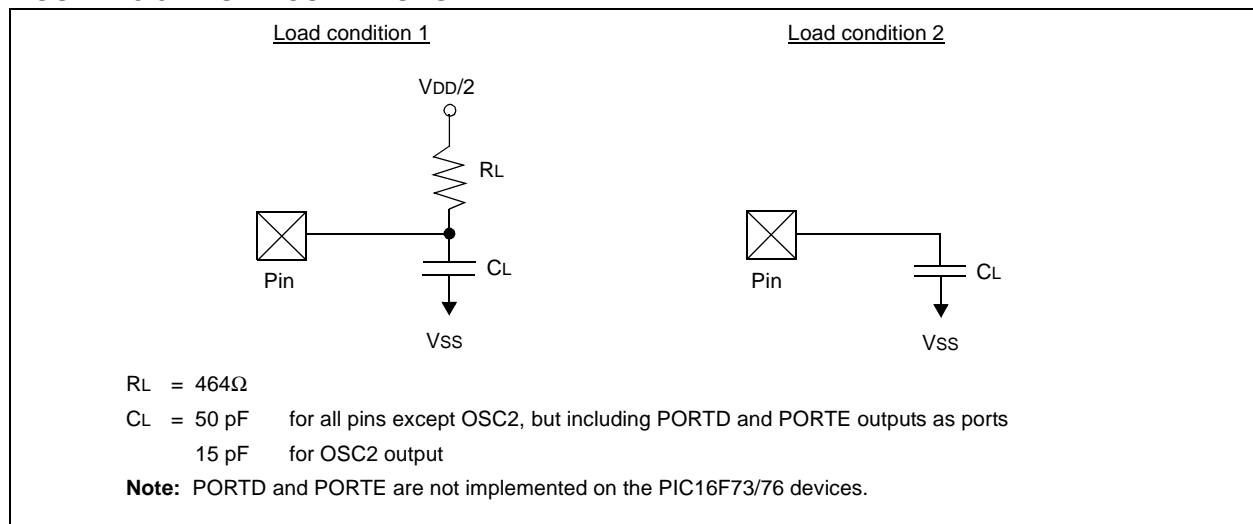 Load condition 1
Load condition 2
VDD/2
RL
Pin
CL
VSS
Pin
CL
VSS
RL = 464Ω
CL = 50 pF for all pins except OSC2, but including PORTD and PORTE outputs as ports
15 pF for OSC2 output
Note: PORTD and PORTE are not implemented on the PIC16F73/76 devices.